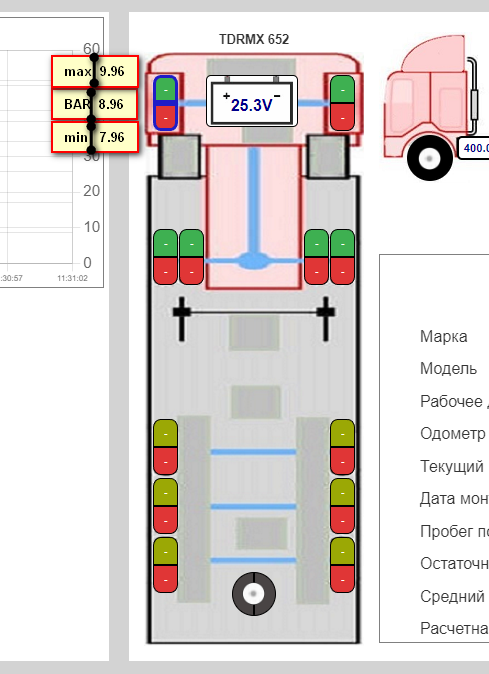 60
max 9.96
BAR 8.96
min 7.96
30
20
10
0
:30:57
11:31:02
TDRMX 652
+ 25.3V −
- -
- -
- - - -
- - - -
- -
- -
- -
- -
- -
- -
400.0
Марка
Модель
Рабочее
Одометр
Текущий
Дата мон
Пробег по
Остаточн
Средний
Расчетна